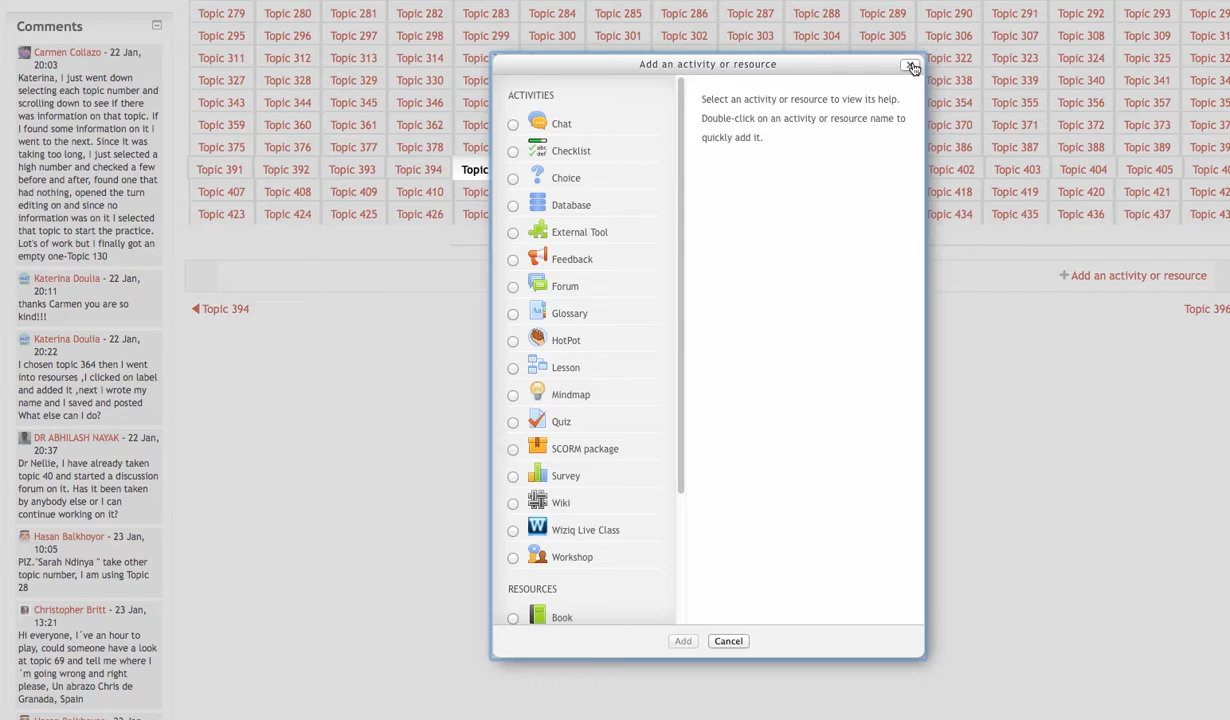 Comments
Carmen Collazo - 22 Jan,
20:03
Katerina, I just went down
selecting each topic number and
scrolling down to see if there
was information on that topic. If
I found some information on it I
went to the next. Since it was
taking too long, I just selected a
high number and checked a few
before and after, found one that
had nothing, opened the turn
editing on and since no
information was on it I selected
that topic to start the practice.
Lot's of work but I finally got an
empty one-Topic 130
Katerina Doulia - 22 Jan,
20:11
thanks Carmen you are so
kind!!!
Katerina Doulia - 22 Jan,
20:22
I chosen topic 364 then I went
into resourses ,I clicked on label
and added it ,next I wrote my
name and I saved and posted
What else can I do?
DR ABHILASH NAYAK - 22 Jan,
20:37
Dr Nellie, I have already taken
topic 40 and started a discussion
forum on it. Has it been taken
by anybody else or I can
continue working on it?
Hasan Balkhoyor - 23 Jan,
10:05
PlZ."Sarah Ndinya " take other
topic number, I am using Topic
28
Christopher Britt - 23 Jan,
13:21
Hi everyone, I´ve an hour to
play, could someone have a look
at topic 69 and tell me where I
´m going wrong and right
please, Un abrazo Chris de
Granada, Spain
Topic 279 Topic 280 Topic 281 Topic 282 Topic 283 Topic 284 Topic 285 Topic 286 Topic 287 Topic 288 Topic 289 Topic 290 Topic 291 Topic 292 Topic 293
Topic 295 Topic 296 Topic 297 Topic 298 Topic 299 Topic 300 Topic 301 Topic 302 Topic 303 Topic 304 Topic 305 Topic 306 Topic 307 Topic 308 Topic 309
Topic 311 Topic 312 Topic 313 Topic 314 322 Topic 323 Topic 324 Topic 325
Topic 327 Topic 328 Topic 329 Topic 330 338 Topic 339 Topic 340 Topic 341
Topic 343 Topic 344 Topic 345 Topic 346 354 Topic 355 Topic 356 Topic 357
Topic 359 Topic 360 Topic 361 Topic 362 370 Topic 371 Topic 372 Topic 373
Topic 375 Topic 376 Topic 377 Topic 378 386 Topic 387 Topic 388 Topic 389
Topic 391 Topic 392 Topic 393 Topic 394 Topic 402 Topic 403 Topic 404 Topic 405
Topic 407 Topic 408 Topic 409 Topic 410 418 Topic 419 Topic 420 Topic 421
Topic 423 Topic 424 Topic 425 Topic 426 434 Topic 435 Topic 436 Topic 437
Add an activity or resource
Topic 394
Topic 396
Add an activity or resource
ACTIVITIES
Chat
Checklist
Choice
Database
External Tool
Feedback
Forum
Glossary
HotPot
Lesson
Mindmap
Quiz
SCORM package
Survey
Wiki
Wiziq Live Class
Workshop
RESOURCES
Book
Select an activity or resource to view its help.
Double-click on an activity or resource name to
quickly add it.
Add Cancel